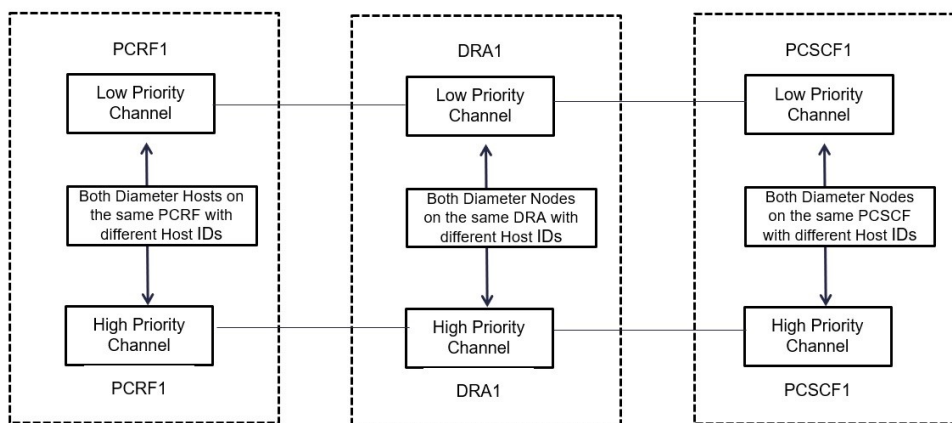 PCRF1
Low Priority
Channel
Both Diameter Hosts on
the same PCRF with
different Host IDs
High Priority
Channel
PCRF1
DRA1
Low Priority
Channel
Both Diameter Nodes
on the same DRA with
different Host IDs
High Priority
Channel
DRA1
PCSCF1
Low Priority
Channel
Both Diameter Nodes
on the same PCSCF
with different Host IDs
High Priority
Channel
PCSCF1